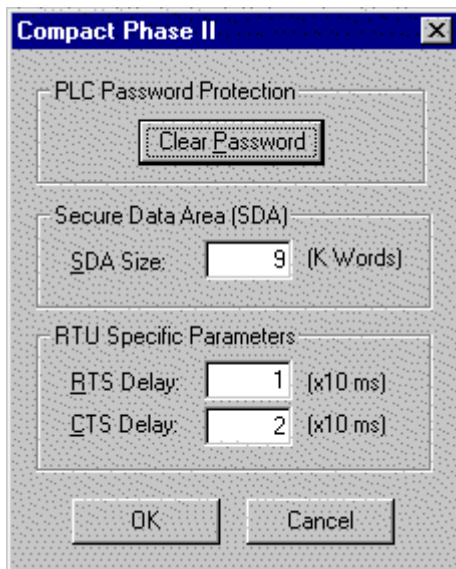 Compact Phase II
PLC Password Protection
Clear Password
Secure Data Area (SDA)
SDA Size: 9 (K Words)
RTU Specific Parameters
RTS Delay: 1 (x10 ms)
CTS Delay: 2 (x10 ms)
OK Cancel